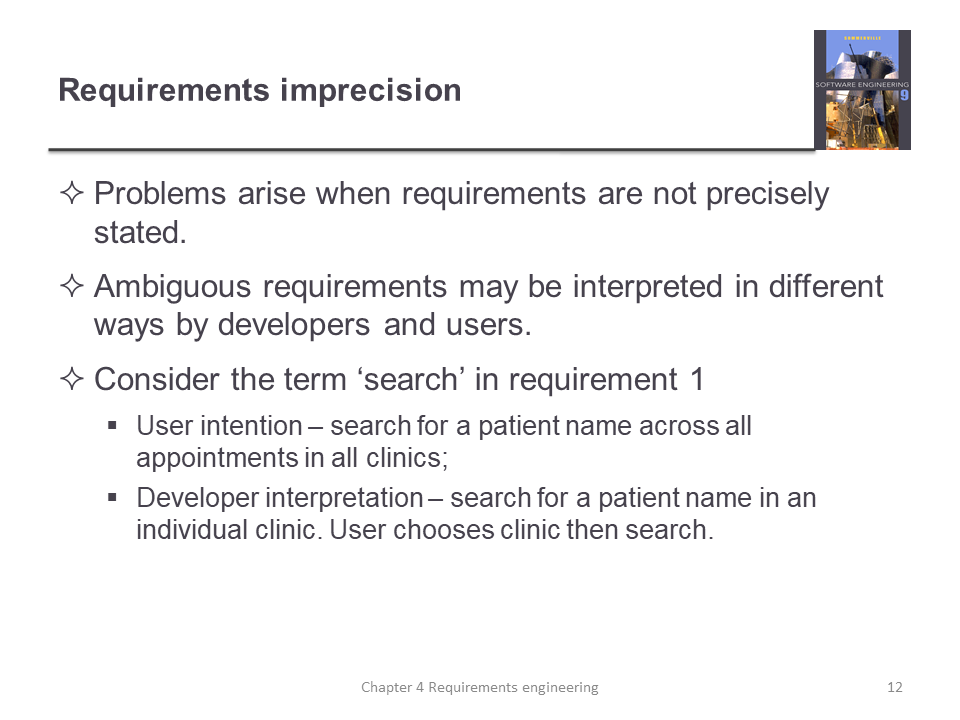 SOMMERVILLE
SOFTWARE ENGINEERING
9
Requirements imprecision
✧ Problems arise when requirements are not precisely
stated.
✧ Ambiguous requirements may be interpreted in different
ways by developers and users.
✧ Consider the term ‘search’ in requirement 1
▪ User intention – search for a patient name across all
appointments in all clinics;
▪ Developer interpretation – search for a patient name in an
individual clinic. User chooses clinic then search.
Chapter 4 Requirements engineering
12